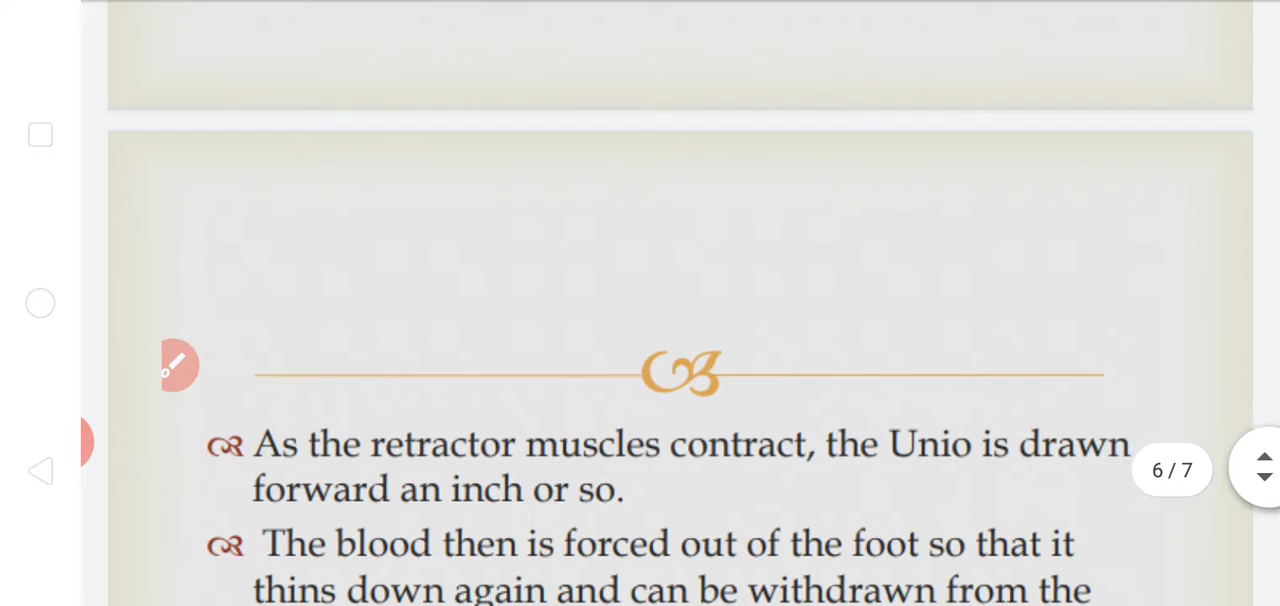 As the retractor muscles contract, the Unio is drawn
6 / 7
forward an inch or so.
The blood then is forced out of the foot so that it
thins down again and can be withdrawn from the